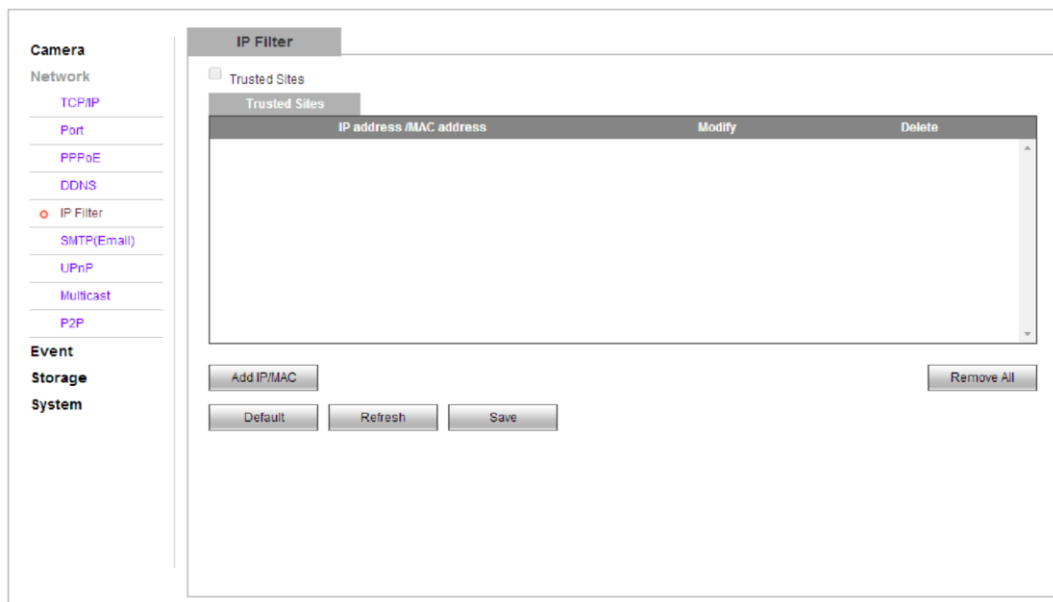 Camera
Network
TCP/IP
Port
PPPoE
DDNS
IP Filter
SMTP(Email)
UPnP
Multicast
P2P
Event
Storage
System
IP Filter
Trusted Sites
Trusted Sites
IP address /MAC address Modify Delete
Add IP/MAC Remove All
Default Refresh Save